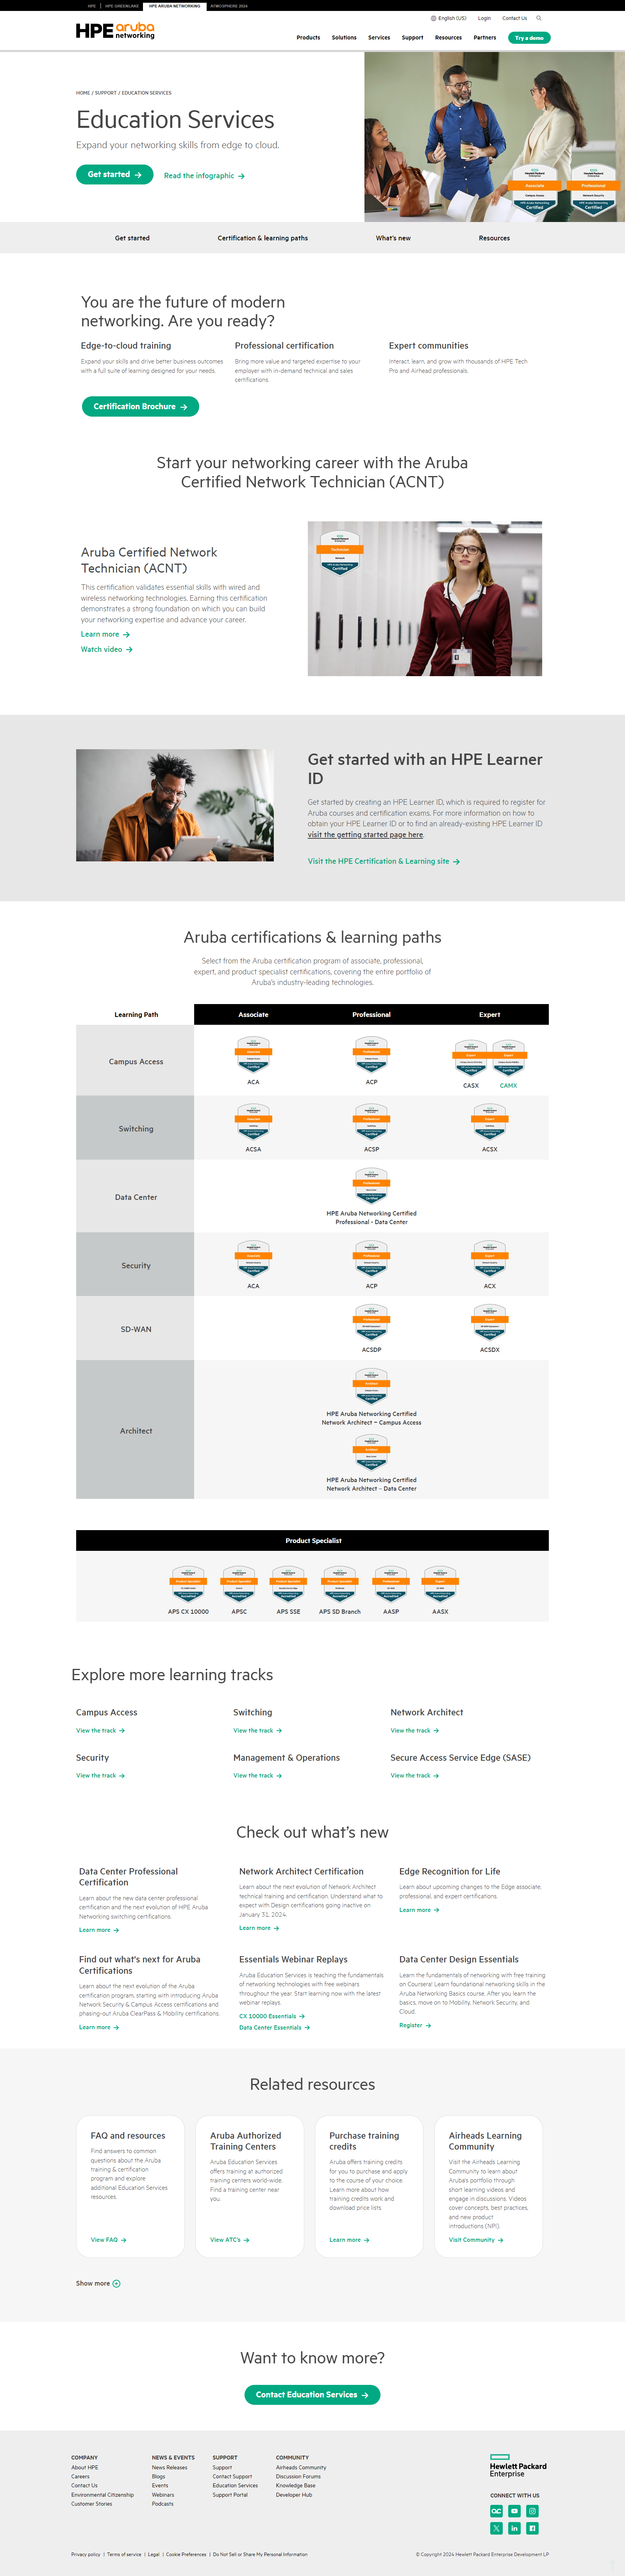 HPE
HPE GREENLAKE
HPE ARUBA NETWORKING
ATMOSPHERE 2024
English (US)
Login
Contact Us
HPE aruba
networking
Products
Solutions
Services
Support
Resources
Partners
Try a demo
HOME / SUPPORT / EDUCATION SERVICES
Education Services
Expand your networking skills from edge to cloud.
Get started
Read the infographic
Associate
Professional
Get started
Certification & learning paths
What's new
Resources
You are the future of modern
networking. Are you ready?
Edge-to-cloud training
Expand your skills and drive better business outcomes
with a full suite of learning designed for your needs.
Professional certification
Bring more value and targeted expertise to your
employer with in-demand technical and sales
certifications.
Expert communities
Interact, learn, and grow with thousands of HPE Tech
Pro and Airhead professionals.
Certification Brochure
Start your networking career with the Aruba
Certified Network Technician (ACNT)
Aruba Certified Network
Technician (ACNT)
This certification validates essential skills with wired and
wireless networking technologies. Earning this certification
demonstrates a strong foundation on which you can build
your networking expertise and advance your career.
Learn more
Watch video
Technician
Get started with an HPE Learner
ID
Get started by creating an HPE Learner ID, which is required to register for
Aruba courses and certification exams. For more information on how to
obtain your HPE Learner ID or to find an already-existing HPE Learner ID
visit the getting started page here.
Visit the HPE Certification & Learning site
Aruba certifications & learning paths
Select from the Aruba certification program of associate, professional,
expert, and product specialist certifications, covering the entire portfolio of
Aruba's industry-leading technologies.
Learning Path
Associate
Professional
Expert
Campus Access
ACA
ACP
CASX
CAMX
Switching
ACSA
ACSP
ACSX
Data Center
HPE Aruba Networking Certified
Professional - Data Center
Security
ACA
ACP
ACX
SD-WAN
ACSDP
ACSDX
Architect
HPE Aruba Networking Certified
Network Architect – Campus Access
HPE Aruba Networking Certified
Network Architect - Data Center
Product Specialist
APS CX 10000
APSC
APS SSE
APS SD Branch
AASP
AASX
Explore more learning tracks
Campus Access
View the track
Switching
View the track
Network Architect
View the track
Security
View the track
Management & Operations
View the track
Secure Access Service Edge (SASE)
View the track
Check out what's new
Data Center Professional
Certification
Learn about the new data center professional
certification and the next evolution of HPE Aruba
Networking switching certifications.
Learn more
Network Architect Certification
Learn about the next evolution of Network Architect
technical training and certification. Understand what to
expect with Design certifications going inactive on
January 31, 2024.
Learn more
Edge Recognition for Life
Learn about upcoming changes to the Edge associate,
professional, and expert certifications.
Learn more
Find out what's next for Aruba
Certifications
Learn about the next evolution of the Aruba
certification program, starting with introducing Aruba
Network Security & Campus Access certifications and
phasing-out Aruba ClearPass & Mobility certifications.
Learn more
Essentials Webinar Replays
Aruba Education Services is teaching the fundamentals
of networking technologies with free webinars
throughout the year. Start learning now with the latest
webinar replays.
CX 10000 Essentials
Data Center Essentials
Data Center Design Essentials
Learn the fundamentals of networking with free training
on Coursera! Learn foundational networking skills in the
Aruba Networking Basics course. After you learn the
basics, move on to Mobility, Network Security, and
Cloud.
Register
Related resources
FAQ and resources
Find answers to common
questions about the Aruba
training & certification
program and explore
additional Education Services
resources.
View FAQ
Aruba Authorized
Training Centers
Aruba Education Services
offers training at authorized
training centers world-wide.
Find a training center near
you.
View ATC's
Purchase training
credits
Aruba offers training credits
for you to purchase and apply
to the course of your choice.
Learn more about how
training credits work and
download price lists.
Learn more
Airheads Learning
Community
Visit the Airheads Learning
Community to learn about
Aruba's portfolio through
short learning videos and
engage in discussions. Videos
cover concepts, best practices,
and new product
introductions (NPI).
Visit Community
Show more
Want to know more?
Contact Education Services
COMPANY
About HPE
Careers
Contact Us
Environmental Citizenship
Customer Stories
NEWS & EVENTS
News Releases
Blogs
Events
Webinars
Podcasts
SUPPORT
Support
Contact Support
Education Services
Support Portal
COMMUNITY
Airheads Community
Discussion Forums
Knowledge Base
Developer Hub
Hewlett Packard
Enterprise
CONNECT WITH US
Privacy policy | Terms of service | Legal | Cookie Preferences | Do Not Sell or Share My Personal Information
© Copyright 2024 Hewlett Packard Enterprise Development LP